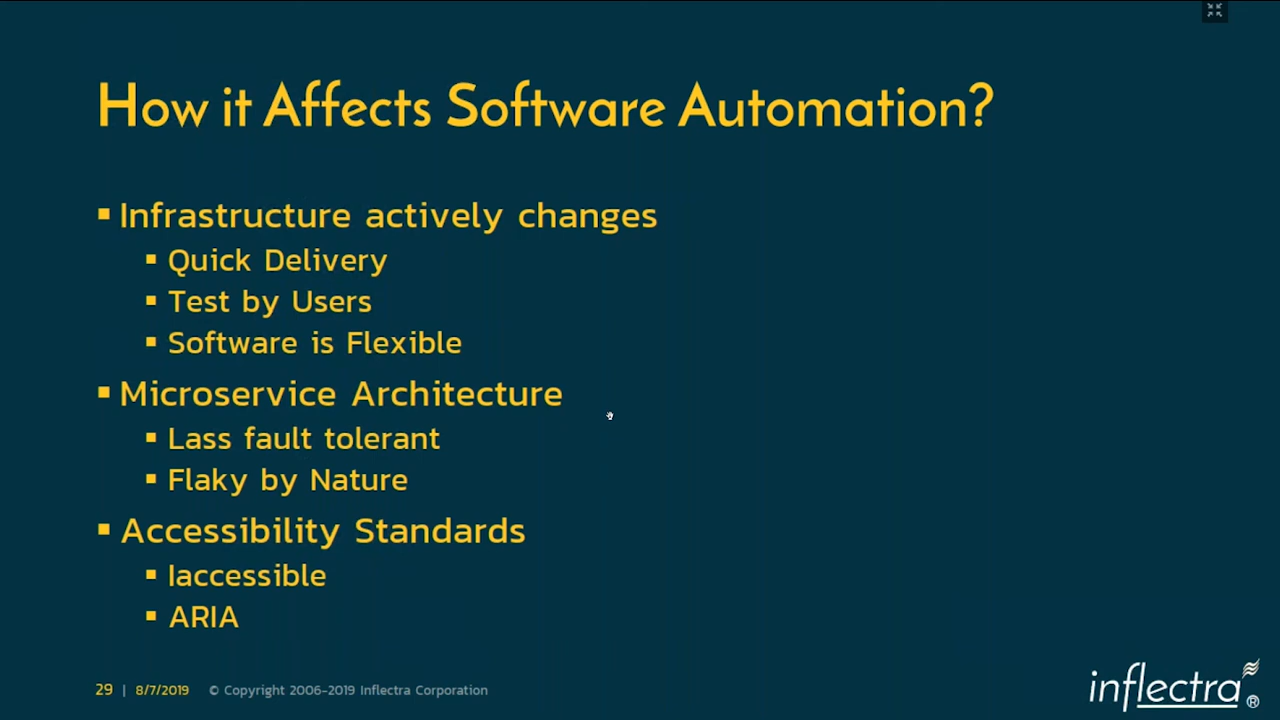 How it Affects Software Automation?
▪ Infrastructure actively changes
▪ Quick Delivery
▪ Test by Users
▪ Software is Flexible
▪ Microservice Architecture
▪ Lass fault tolerant
▪ Flaky by Nature
▪ Accessibility Standards
▪ Iaccessible
▪ ARIA
29 | 8/7/2019 © Copyright 2006-2019 Inflectra Corporation
inflectra®